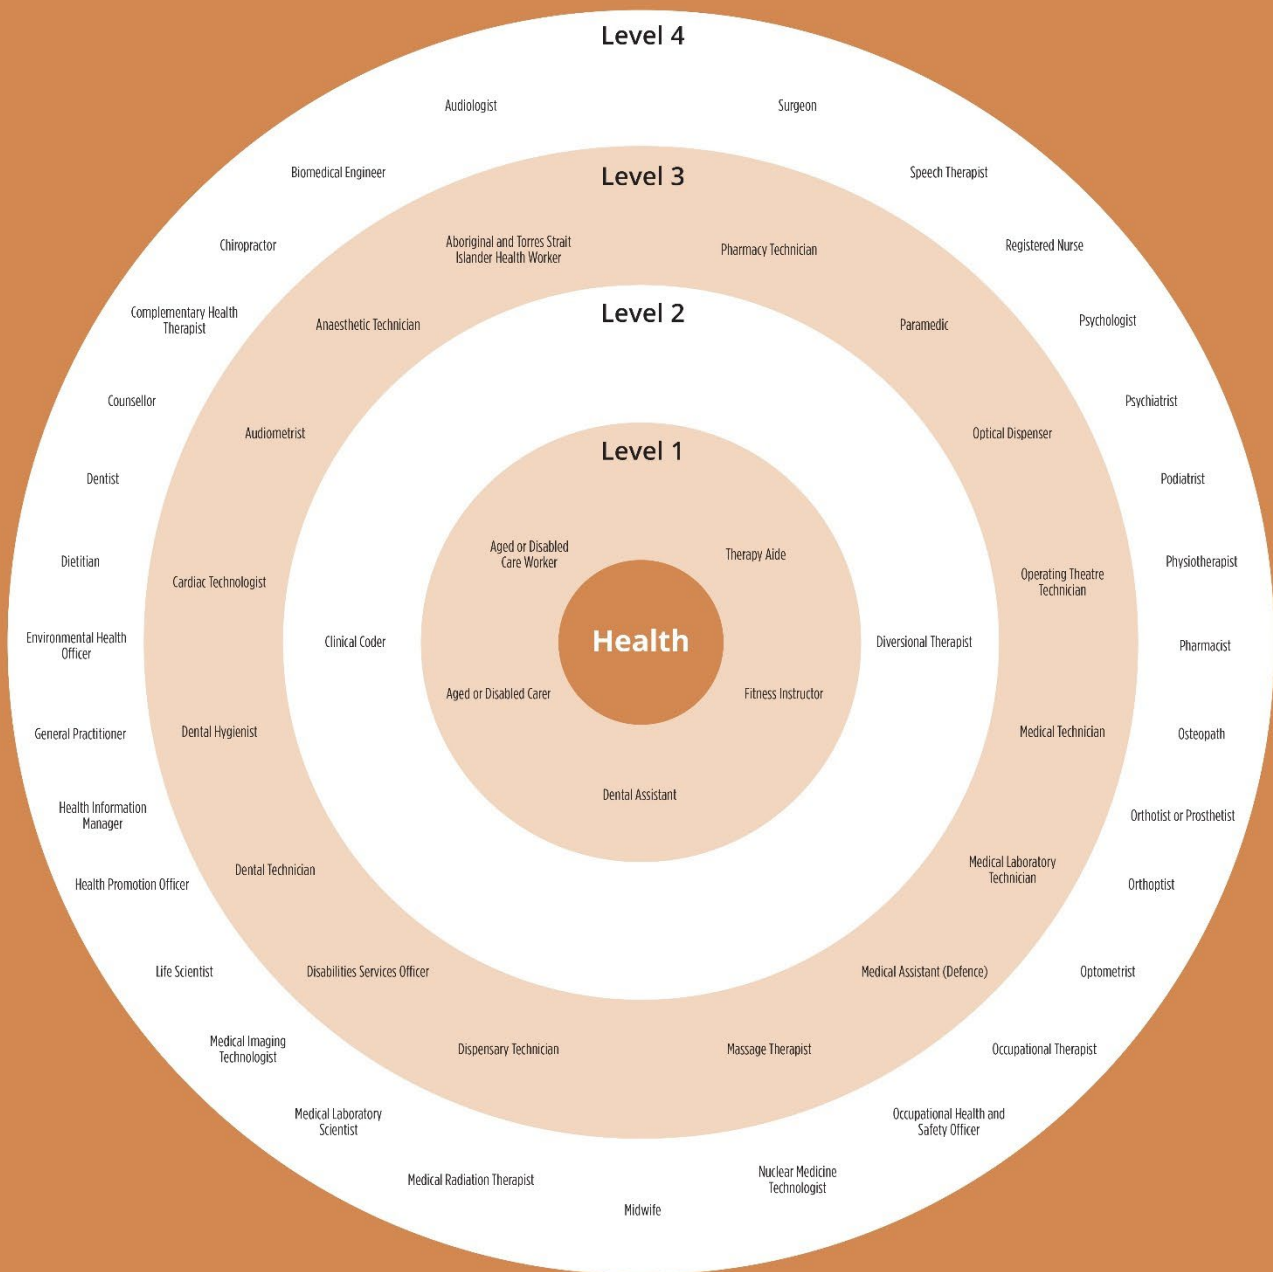 Level 4
Audiologist
Surgeon
Biomedical Engineer
Speech Therapist
Level 3
Chiropractor
Aboriginal and Torres Strait
Islander Health Worker
Pharmacy Technician
Registered Nurse
Complementary Health
Therapist
Anaesthetic Technician
Level 2
Paramedic
Psychologist
Counsellor
Psychiatrist
Audiometrist
Level 1
Optical Dispenser
Dentist
Podiatrist
Aged or Disabled
Care Worker
Therapy Aide
Dietitian
Physiotherapist
Cardiac Technologist
Operating Theatre
Technician
Environmental Health
Officer
Clinical Coder
Health
Diversional Therapist
Pharmacist
Aged or Disabled Carer
Fitness Instructor
General Practitioner
Dental Hygienist
Medical Technician
Osteopath
Dental Assistant
Health Information
Manager
Orthotist or Prosthetist
Dental Technician
Medical Laboratory
Technician
Health Promotion Officer
Orthoptist
Life Scientist
Disabilities Services Officer
Medical Assistant (Defence)
Optometrist
Medical Imaging
Technologist
Dispensary Technician
Massage Therapist
Occupational Therapist
Medical Laboratory
Scientist
Occupational Health and
Safety Officer
Medical Radiation Therapist
Nuclear Medicine
Technologist
Midwife